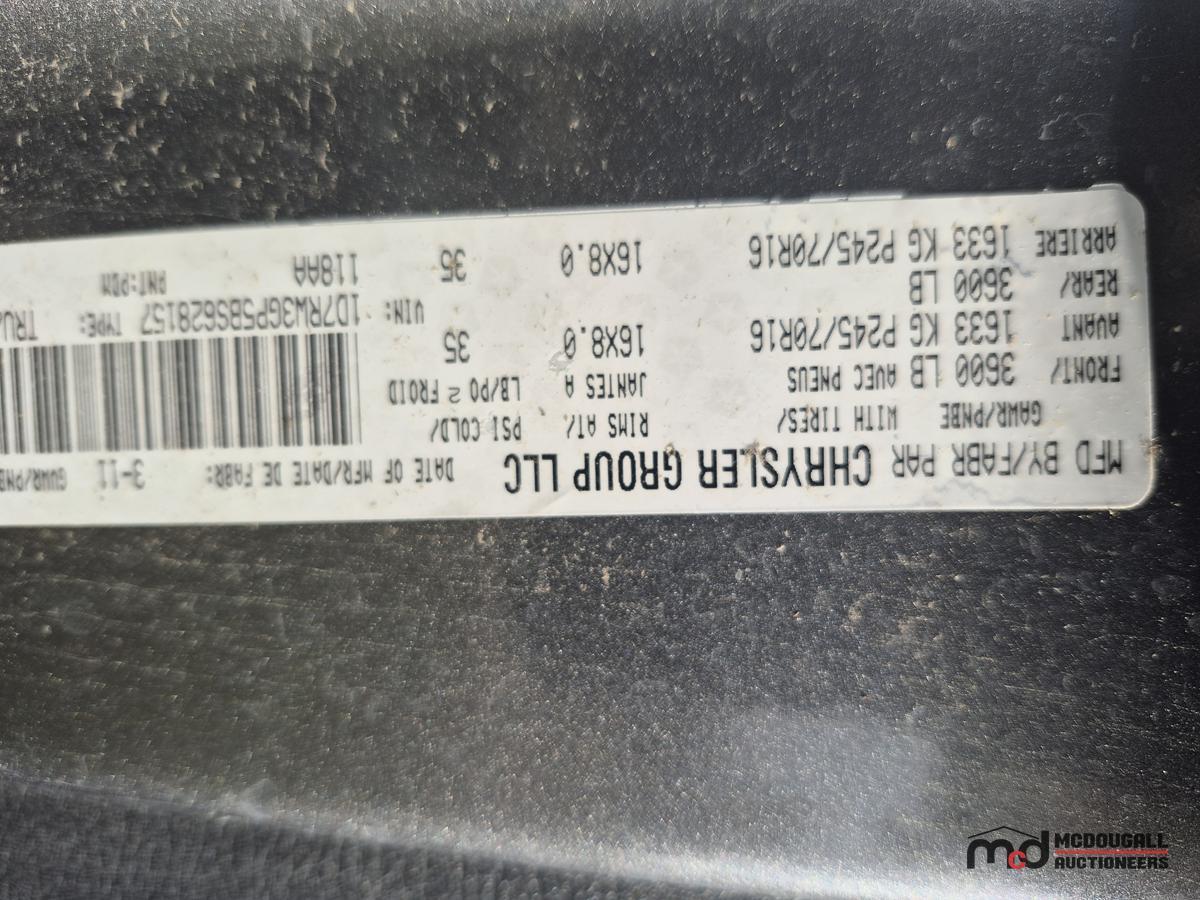 MFD BY/FABR PAR CHRYSLER GROUP LLC DATE OF MFR/DATE DE FABR: 3-11
GAWR/PNBE WITH TIRES/ RIMS AT/ PSI COLD/
FRONT/ 3600 LB AVEC PNEUS JANTES A LB/PO 2 FROID
AVANT 1633 KG P245/70R16 16X8.0 35
REAR/ 3600 LB VIN: 1D7RW3GP5BS628157 TYPE:
ARRIERE 1633 KG P245/70R16 16X8.0 35 118AA PNT:PDM
mcd MCDOUGALL
AUCTIONEERS